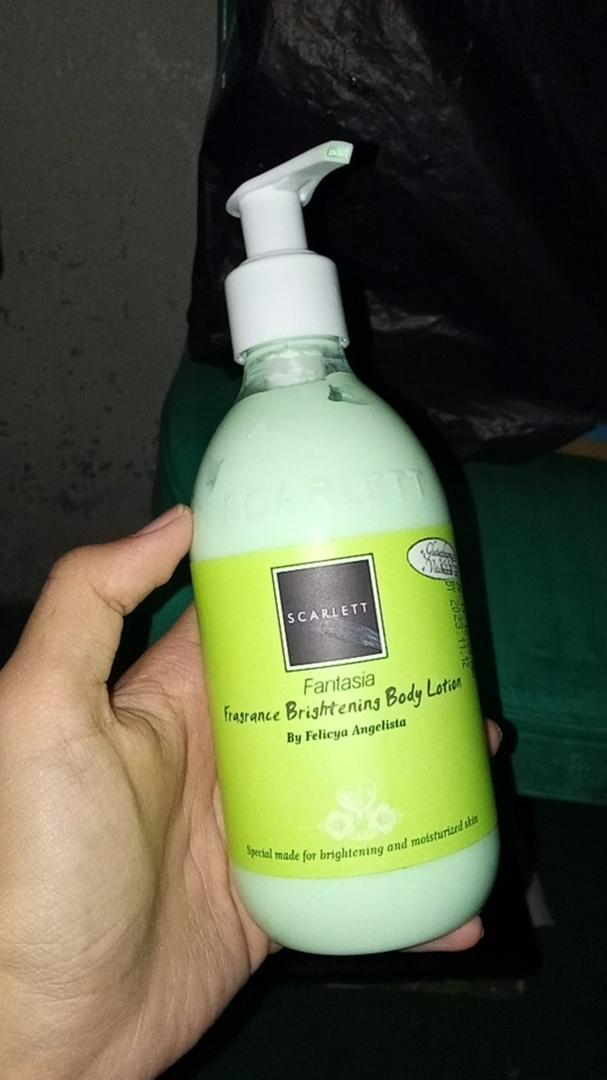 SCARLETT
SCARLETT
Fantasia
Fragrance Brightening Body Lotion
By Felicya Angelista
Special made for brightening and moisturized skin